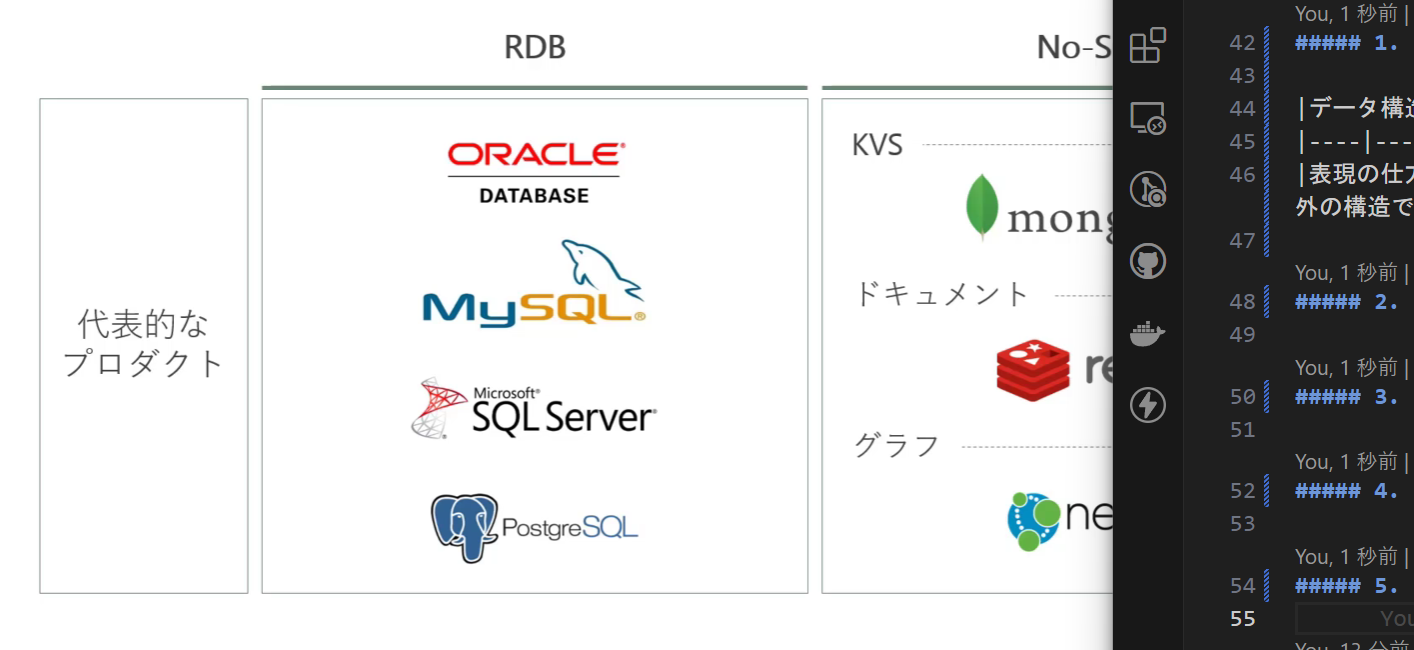 RDB
No-S
代表的な
プロダクト
ORACLE®
DATABASE
MySQL®
Microsoft®
SQL Server®
PostgreSQL
KVS
mong
ドキュメント
re
グラフ
ne
You, 1 秒前 |
42 ##### 1.
43
44 |データ構造
45 |----|---
46 |表現の仕方
外の構造で
47
You, 1 秒前 |
48 ##### 2.
49
You, 1 秒前 |
50 ##### 3.
51
You, 1 秒前 |
52 ##### 4.
53
You, 1 秒前 |
54 ##### 5.
55 You
You, 13 分前